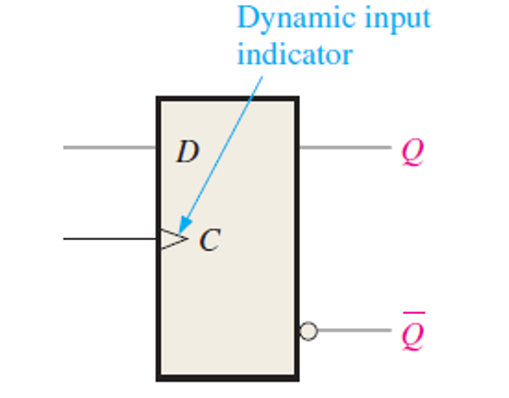 Dynamic input
indicator
D
Q
C
Q̅